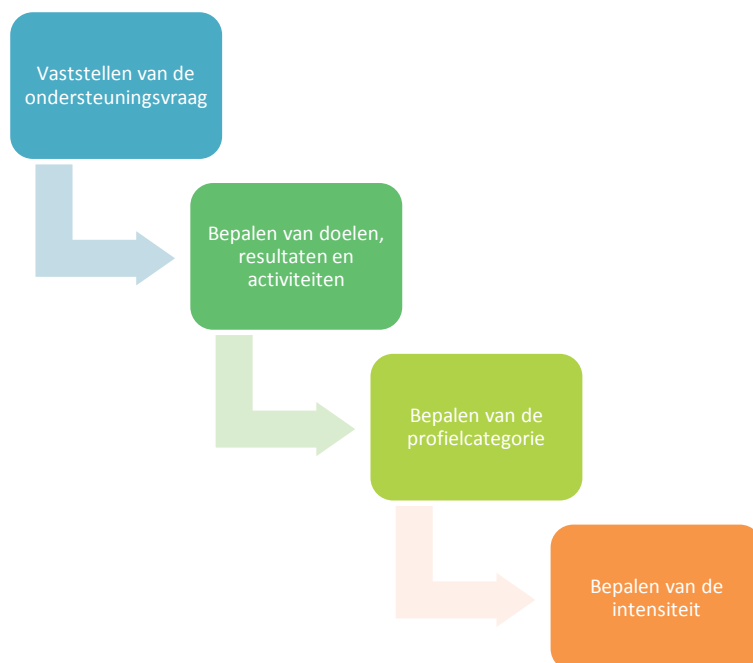 Vaststellen van de
ondersteuningsvraag
Bepalen van doelen,
resultaten en
activiteiten
Bepalen van de
profielcategorie
Bepalen van de
intensiteit